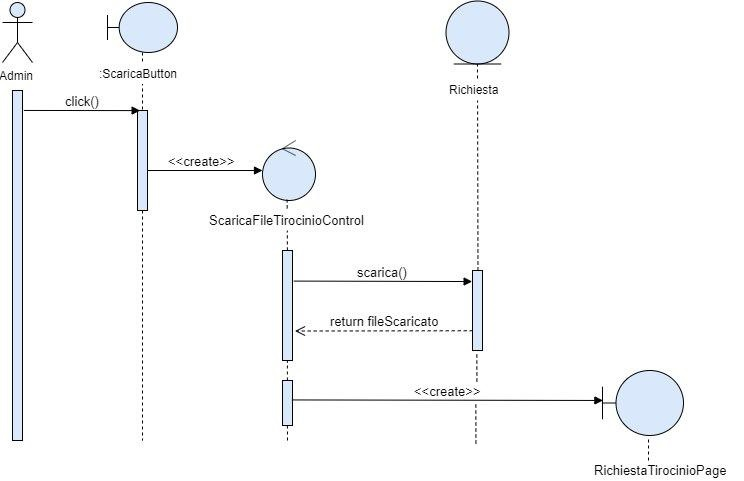 Admin
:ScaricaButton
Richiesta
click()
<<create>>
ScaricaFileTirocinioControl
scarica()
return fileScaricato
<<create>>
RichiestaTirocinioPage